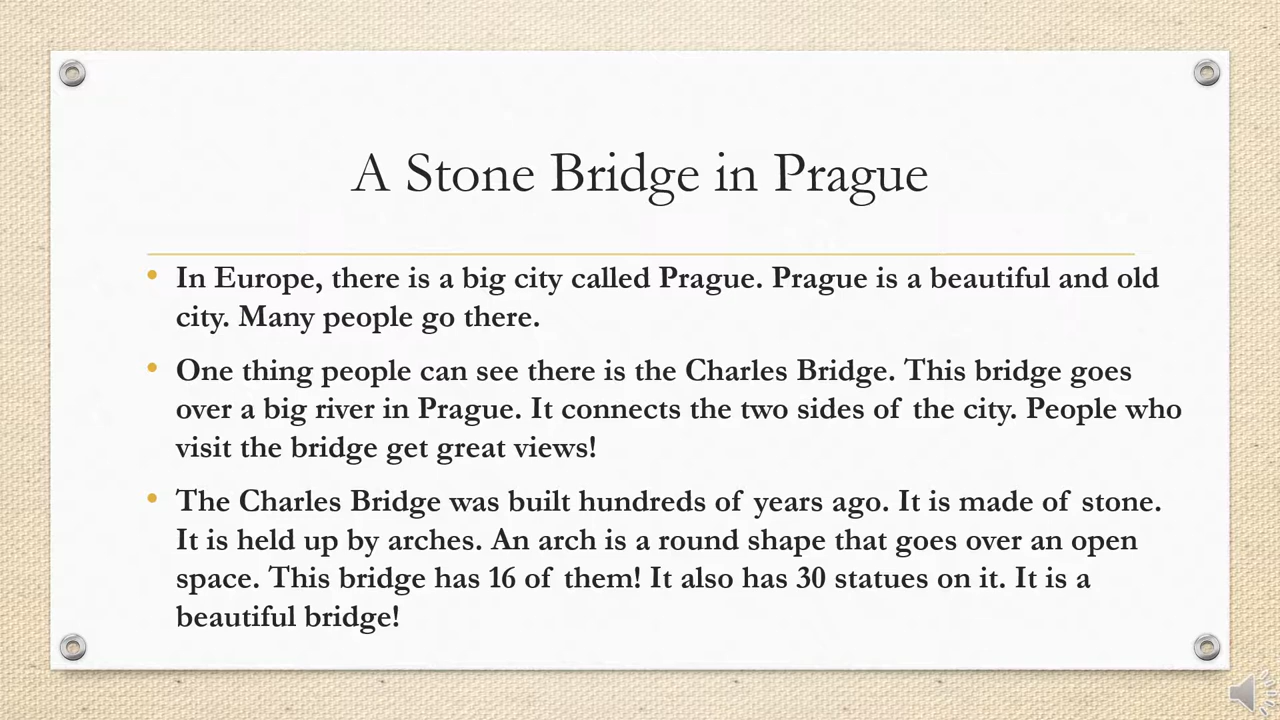 A Stone Bridge in Prague
• In Europe, there is a big city called Prague. Prague is a beautiful and old
city. Many people go there.
• One thing people can see there is the Charles Bridge. This bridge goes
over a big river in Prague. It connects the two sides of the city. People who
visit the bridge get great views!
• The Charles Bridge was built hundreds of years ago. It is made of stone.
It is held up by arches. An arch is a round shape that goes over an open
space. This bridge has 16 of them! It also has 30 statues on it. It is a
beautiful bridge!